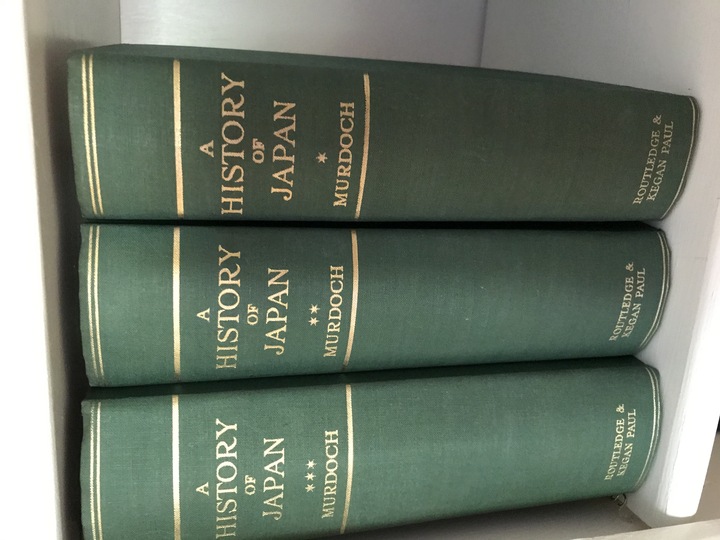 A
HISTORY
OF
JAPAN
*
MURDOCH
ROUTLEDGE &
KEGAN PAUL
A
HISTORY
OF
JAPAN
**
MURDOCH
ROUTLEDGE &
KEGAN PAUL
A
HISTORY
OF
JAPAN
***
MURDOCH
ROUTLEDGE &
KEGAN PAUL